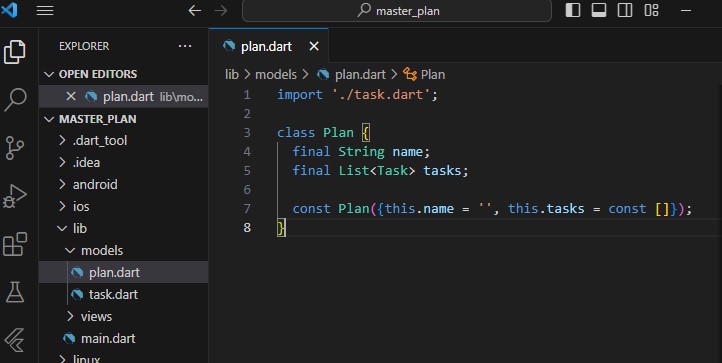 master_plan
EXPLORER
plan.dart
OPEN EDITORS
plan.dart lib\mo...
MASTER_PLAN
.dart_tool
.idea
android
ios
lib
models
plan.dart
task.dart
views
main.dart
linux
lib > models > plan.dart > Plan
1 import './task.dart';
2
3 class Plan {
4 final String name;
5 final List<Task> tasks;
6
7 const Plan({this.name = '', this.tasks = const []});
8 }